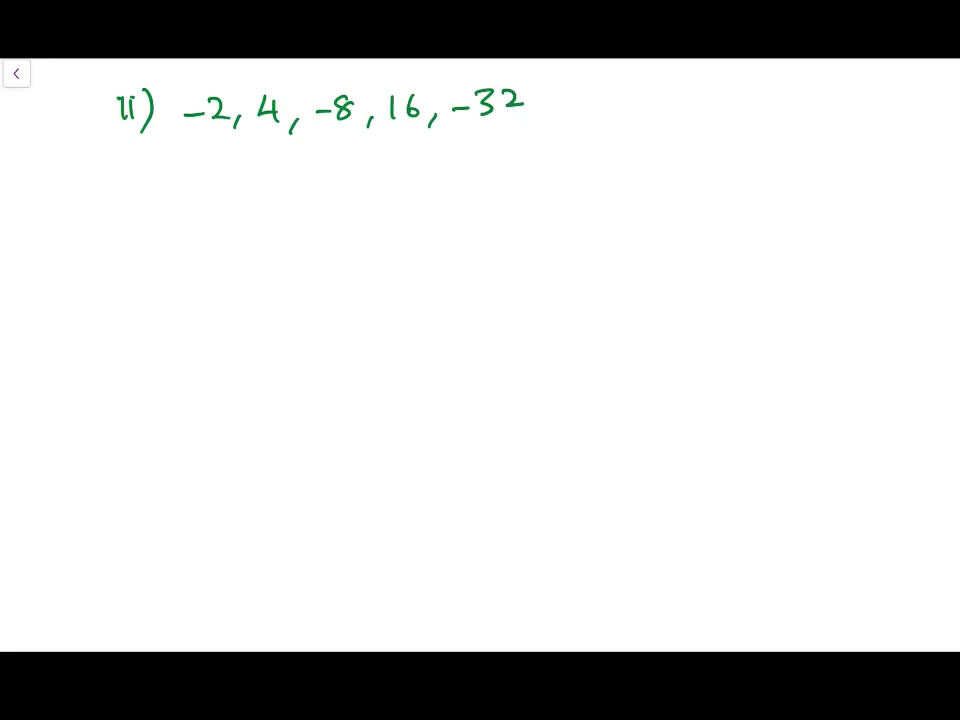 ii) -2, 4, -8, 16, -32